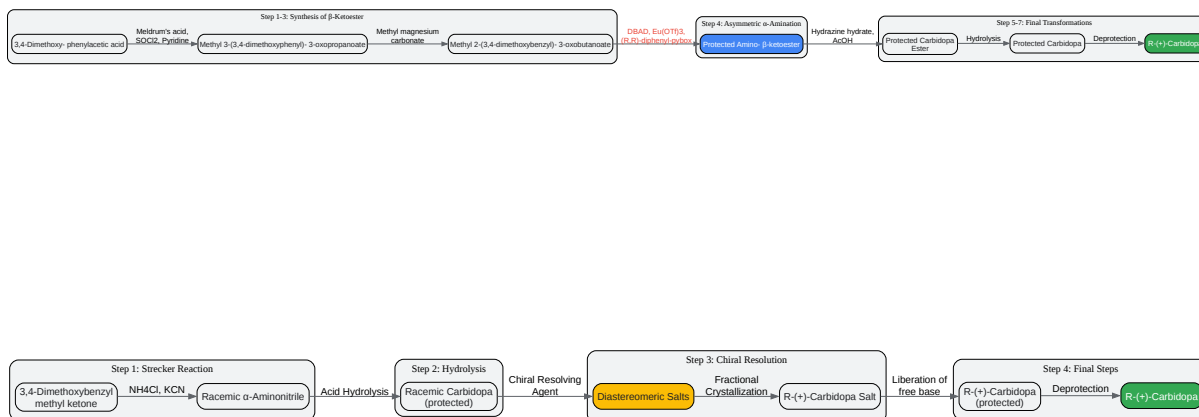 Step 1-3: Synthesis of β-Ketoester
3,4-Dimethoxy- phenylacetic acid
Meldrum's acid,
SOCl2, Pyridine
Methyl 3-(3,4-dimethoxyphenyl)- 3-oxopropanoate
Methyl magnesium
carbonate
Methyl 2-(3,4-dimethoxybenzyl)- 3-oxobutanoate
DBAD, Eu(OTf)3,
(R,R)-diphenyl-pybox
Step 4: Asymmetric α-Amination
Protected Amino- β-ketoester
Hydrazine hydrate,
AcOH
Step 5-7: Final Transformations
Protected Carbidopa
Ester
Hydrolysis
Protected Carbidopa
Deprotection
R-(+)-Carbidopa
Step 1: Strecker Reaction
3,4-Dimethoxybenzyl
methyl ketone
NH4Cl, KCN
Racemic α-Aminonitrile
Acid Hydrolysis
Step 2: Hydrolysis
Racemic Carbidopa
(protected)
Chiral Resolving
Agent
Step 3: Chiral Resolution
Diastereomeric Salts
Fractional
Crystallization
R-(+)-Carbidopa Salt
Liberation of
free base
Step 4: Final Steps
R-(+)-Carbidopa
(protected)
Deprotection
R-(+)-Carbidopa